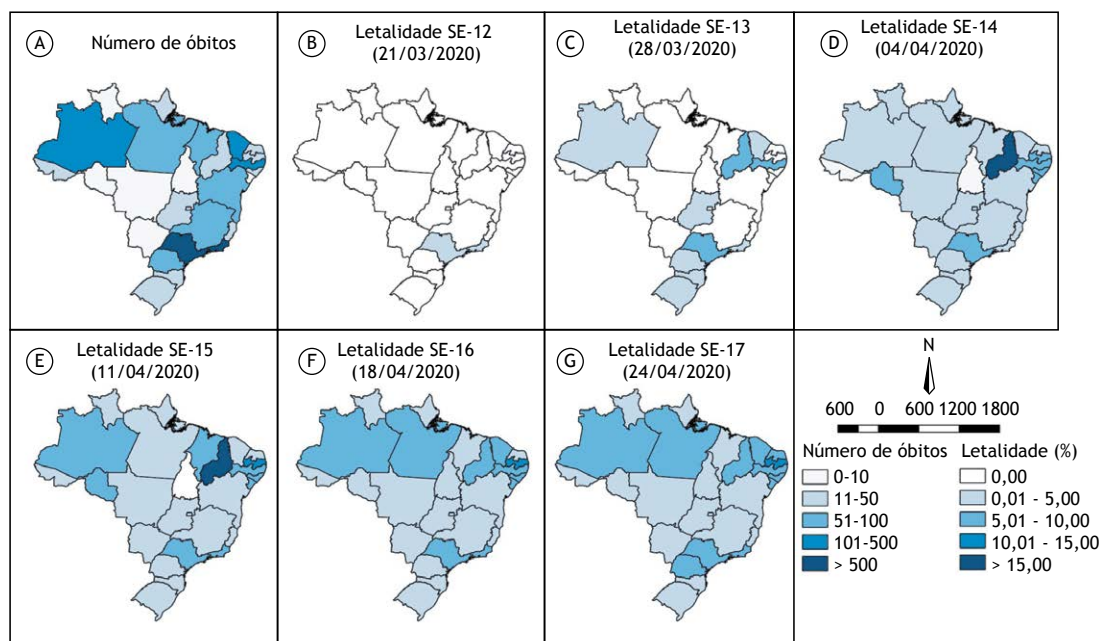 A Número de óbitos
B Letalidade SE-12
(21/03/2020)
C Letalidade SE-13
(28/03/2020)
D Letalidade SE-14
(04/04/2020)
E Letalidade SE-15
(11/04/2020)
F Letalidade SE-16
(18/04/2020)
G Letalidade SE-17
(24/04/2020)
N
600 0 600 1200 1800
Número de óbitos Letalidade (%)
0-10 0,00
11-50 0,01 - 5,00
51-100 5,01 - 10,00
101-500 10,01 - 15,00
> 500 > 15,00